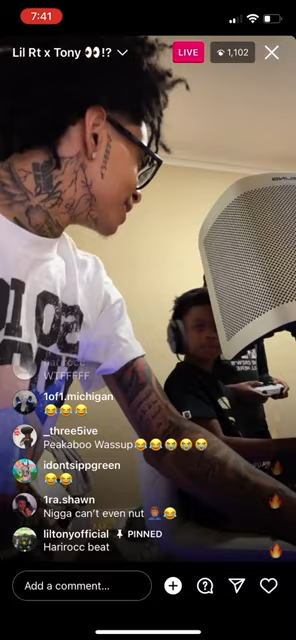 7:41
Lil Rt x Tony 👀⁉️
LIVE
1,102
WTFFFFF
1of1.michigan
😂😂😂
_three5ive
Peakaboo Wassup😂😂😭😭😭
idontsippgreen
😂😂
1ra.shawn
Nigga can’t even nut 🤦🏾‍♂️😂
liltonyofficial 📌 PINNED
Harirocc beat
Add a comment...